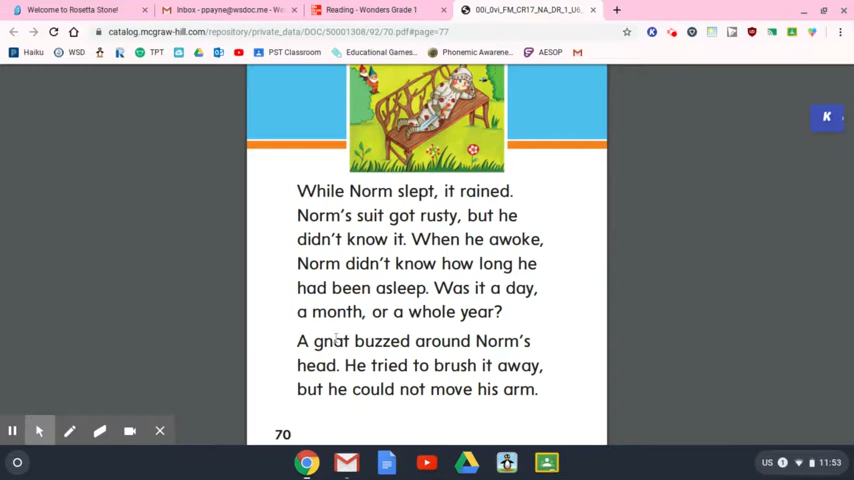 Welcome to Rosetta Stone!
Inbox - ppayne@wsdoc.me - We
Reading - Wonders Grade 1
00i_0vi_FM_CR17_NA_DR_1_U6_
catalog.mcgraw-hill.com/repository/private_data/DOC/50001308/92/70.pdf#page=77
Haiku
WSD
TPT
PST Classroom
Educational Games...
Phonemic Awarene...
AESOP
K
While Norm slept, it rained.
Norm's suit got rusty, but he
didn't know it. When he awoke,
Norm didn't know how long he
had been asleep. Was it a day,
a month, or a whole year?
A gnat buzzed around Norm's
head. He tried to brush it away,
but he could not move his arm.
70
US
1
11:53